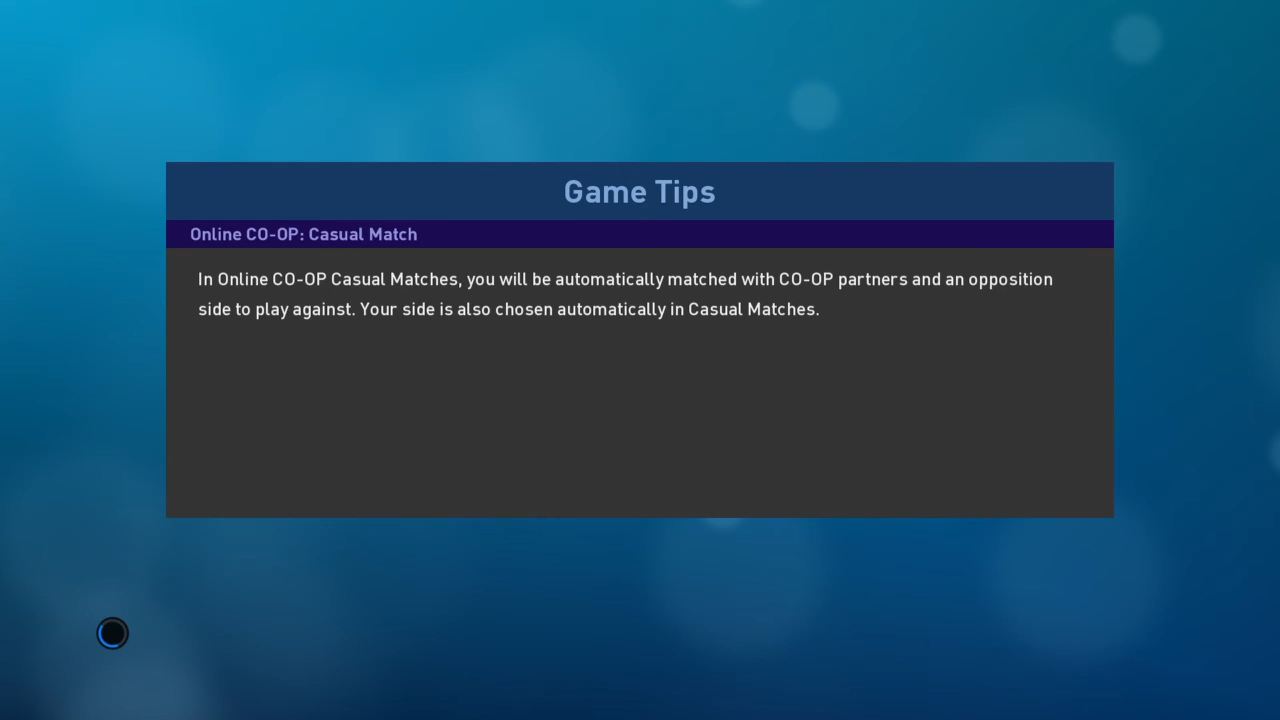 Game Tips
Online CO-OP: Casual Match
In Online CO-OP Casual Matches, you will be automatically matched with CO-OP partners and an opposition
side to play against. Your side is also chosen automatically in Casual Matches.